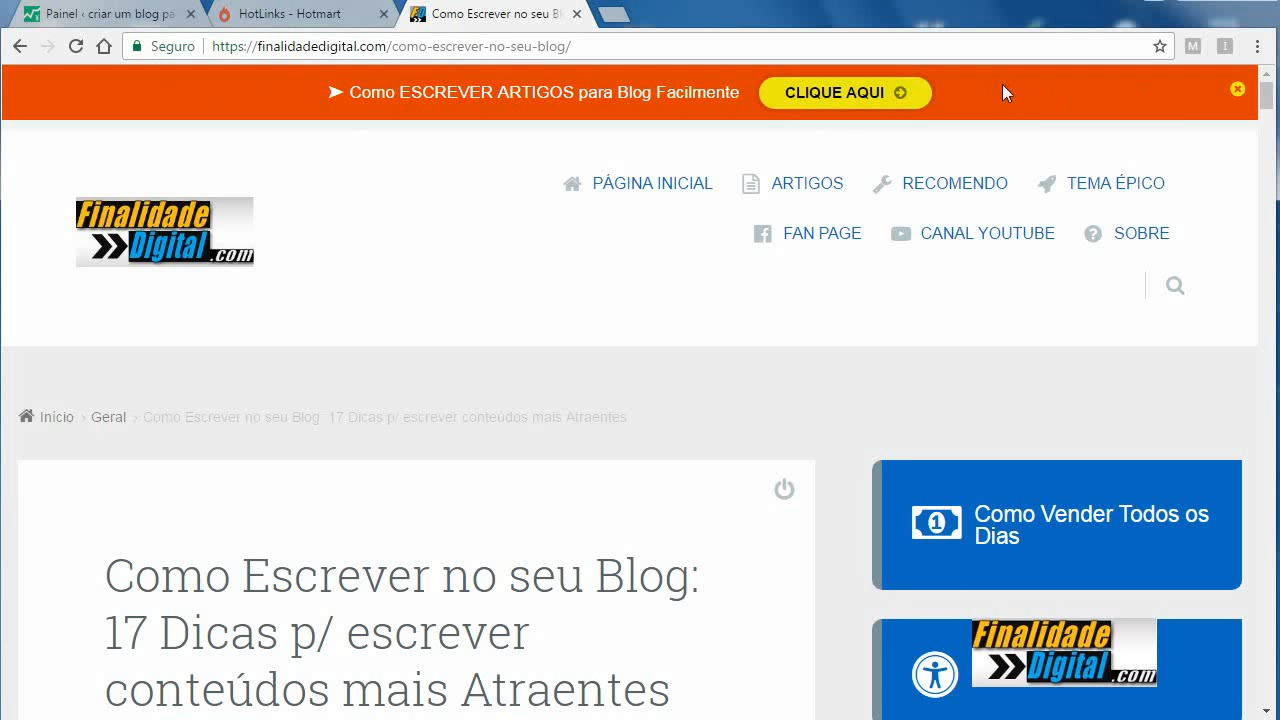 Painel ‹ criar um blog pa
HotLinks - Hotmart
Como Escrever no seu Bl
Seguro
https://finalidadedigital.com/como-escrever-no-seu-blog/
M
I
➤ Como ESCREVER ARTIGOS para Blog Facilmente
CLIQUE AQUI
PÁGINA INICIAL
ARTIGOS
RECOMENDO
TEMA ÉPICO
Finalidade
Digital .com
FAN PAGE
CANAL YOUTUBE
SOBRE
Início › Geral › Como Escrever no seu Blog 17 Dicas p/ escrever conteúdos mais Atraentes
Como Escrever no seu Blog:
17 Dicas p/ escrever
conteúdos mais Atraentes
1
Como Vender Todos os
Dias
Finalidade
Digital .com